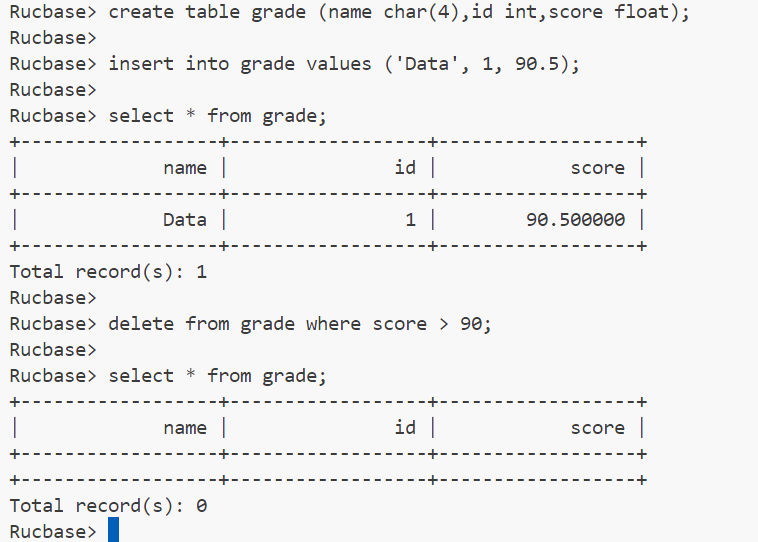 Rucbase> create table grade (name char(4),id int,score float);
Rucbase>
Rucbase> insert into grade values ('Data', 1, 90.5);
Rucbase>
Rucbase> select * from grade;
+------------------+------------------+------------------+
|             name |               id |            score |
+------------------+------------------+------------------+
|             Data |                1 |        90.500000 |
+------------------+------------------+------------------+
Total record(s): 1
Rucbase>
Rucbase> delete from grade where score > 90;
Rucbase>
Rucbase> select * from grade;
+------------------+------------------+------------------+
|             name |               id |            score |
+------------------+------------------+------------------+
+------------------+------------------+------------------+
Total record(s): 0
Rucbase>